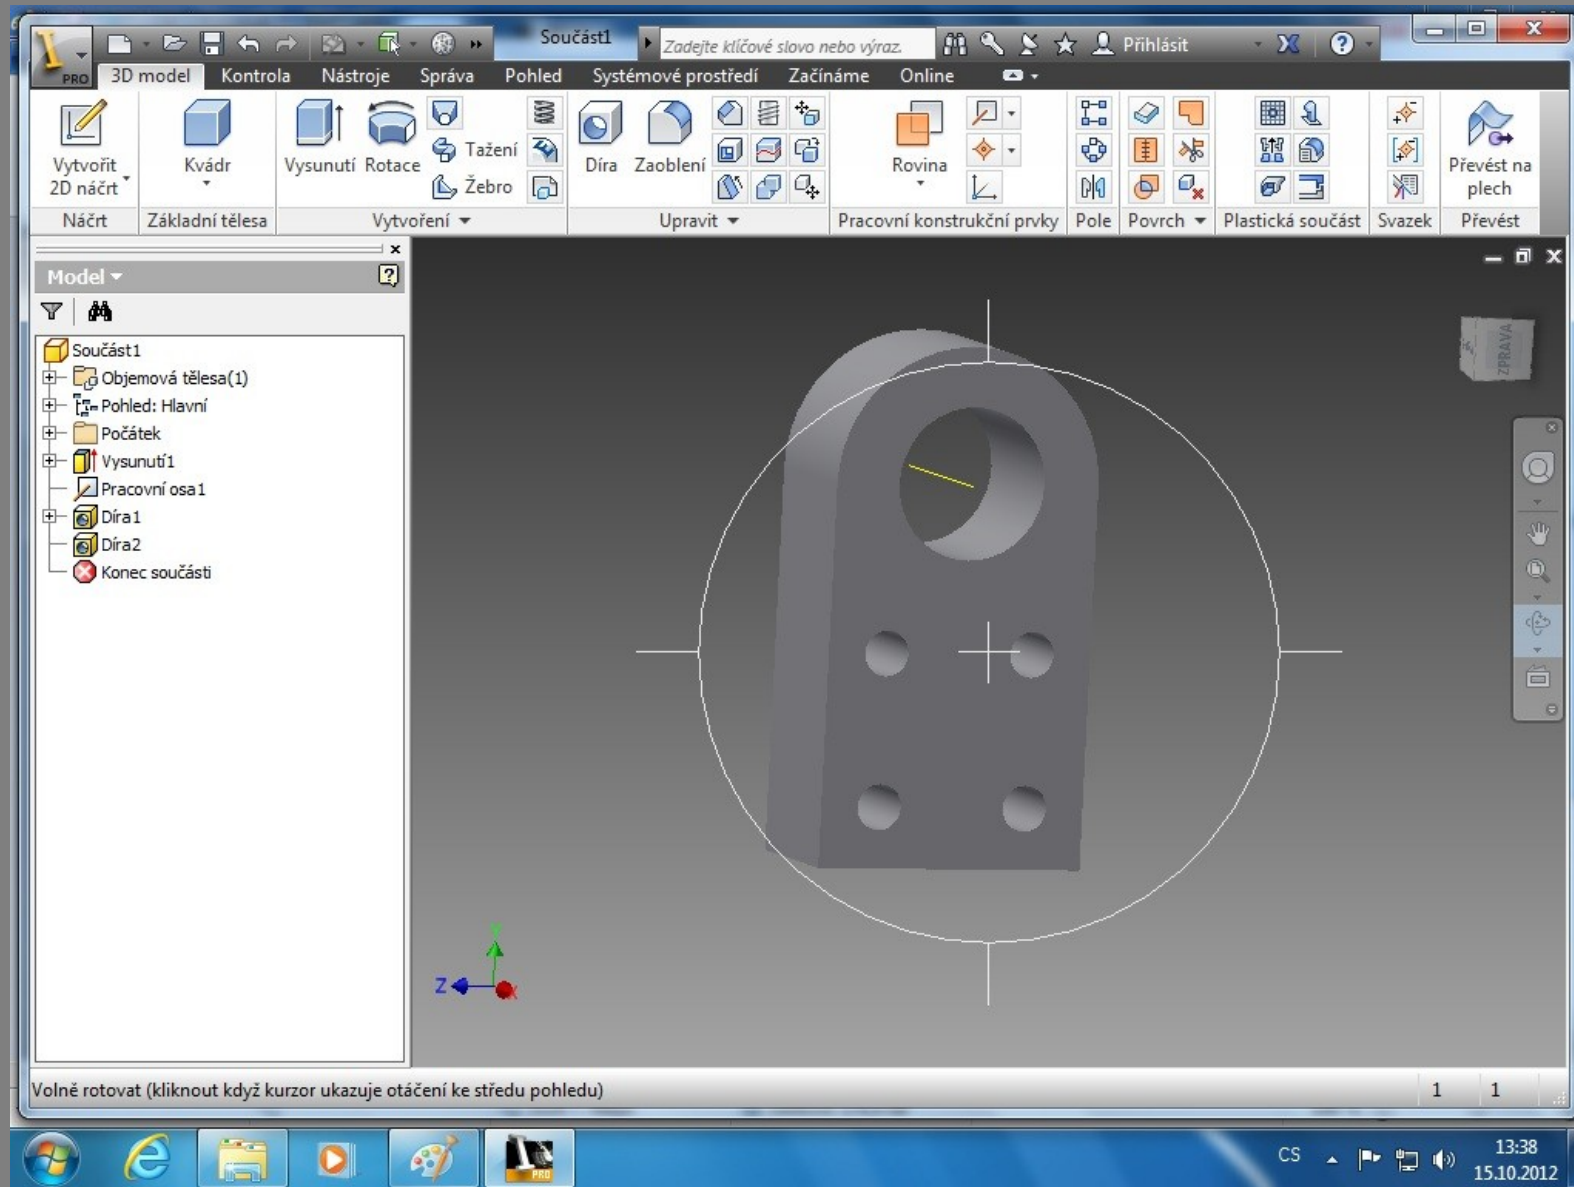 Součást1
Zadejte klíčové slovo nebo výraz.
Přihlásit
PRO
3D model Kontrola Nástroje Správa Pohled Systémové prostředí Začínáme Online
Vytvořit
2D náčrt
Kvádr
Vysunutí Rotace
Tažení
Žebro
Díra Zaoblení
Rovina
Převést na
plech
Náčrt Základní tělesa Vytvoření Upravit Pracovní konstrukční prvky Pole Povrch Plastická součást Svazek Převést
Model
Součást1
Objemová tělesa(1)
Pohled: Hlavní
Počátek
Vysunutí1
Pracovní osa1
Díra1
Díra2
Konec součásti
ZPRAVA
Y
Z X
Volně rotovat (kliknout když kurzor ukazuje otáčení ke středu pohledu)
1 1
PRO
CS
13:38
15.10.2012